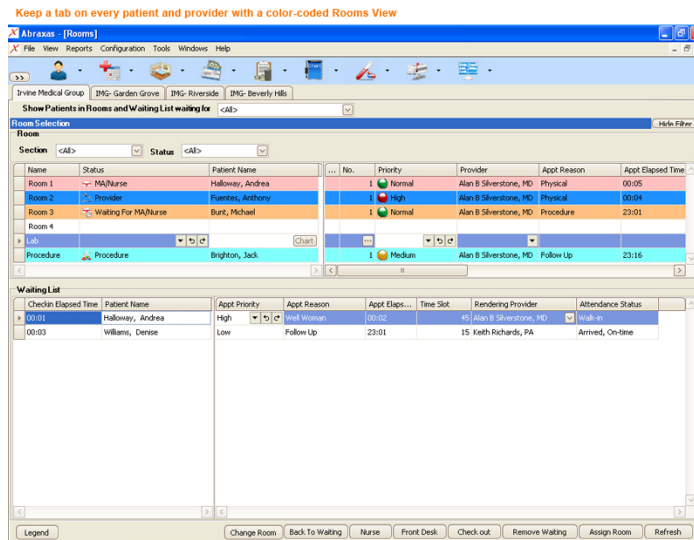 Keep a tab on every patient and provider with a color-coded Rooms View
Abraxas - [Rooms]
File View Reports Configuration Tools Windows Help
>>
Irvine Medical Group IMG- Garden Grove IMG- Riverside IMG- Beverly Hills
Show Patients in Rooms and Waiting List waiting for <All>
Room Selection Hide Filter
Room
Section <All> Status <All>
Name Status Patient Name ... No. Priority Provider Appt Reason Appt Elapsed Time
Room 1 MA/Nurse Halloway, Andrea 1 Normal Alan B Silverstone, MD Physical 00:05
Room 2 Provider Fuentes, Anthony 1 High Alan B Silverstone, MD Physical 00:04
Room 3 Waiting For MA/Nurse Bunt, Michael 1 Normal Alan B Silverstone, MD Procedure 23:01
Room 4
Lab Chart ...
Procedure Procedure Brighton, Jack 1 Medium Alan B Silverstone, MD Follow Up 23:16
Waiting List
Checkin Elapsed Time Patient Name Appt Priority Appt Reason Appt Elaps... Time Slot Rendering Provider Attendance Status
00:01 Halloway, Andrea High Well Woman 00:02 45 Alan B Silverstone, MD Walk-in
00:03 Williams, Denise Low Follow Up 23:01 15 Keith Richards, PA Arrived, On-time
Legend Change Room Back To Waiting Nurse Front Desk Check out Remove Waiting Assign Room Refresh